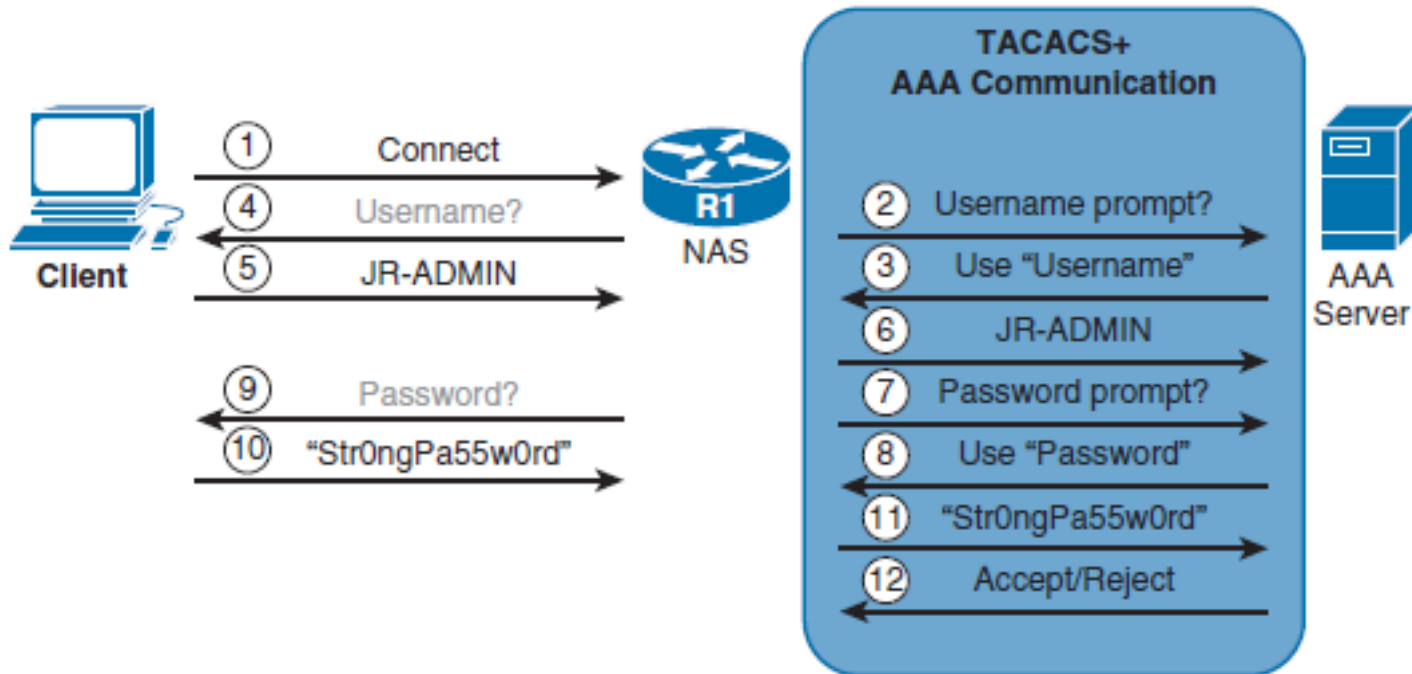 TACACS+
AAA Communication
1 Connect
4 Username?
5 JR-ADMIN
9 Password?
10 “Str0ngPa55w0rd”
Client
R1
NAS
2 Username prompt?
3 Use “Username”
6 JR-ADMIN
7 Password prompt?
8 Use “Password”
11 “Str0ngPa55w0rd”
12 Accept/Reject
AAA
Server